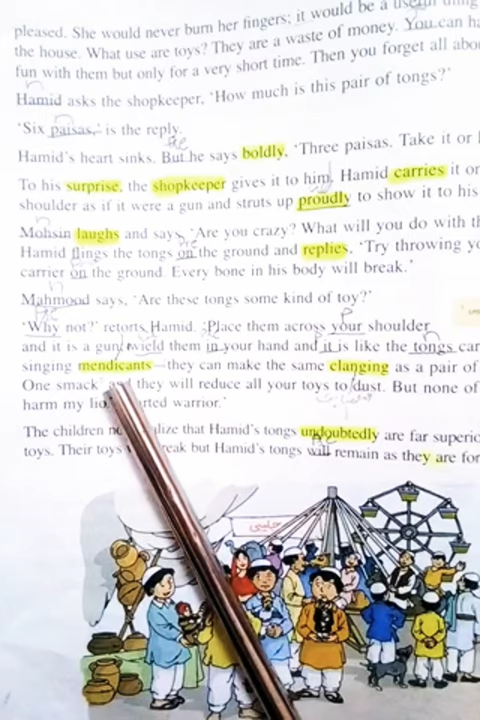 pleased. She would never burn her fingers; it would be a useful thing
the house. What use are toys? They are a waste of money. You can ha
fun with them but only for a very short time. Then you forget all abo
Hamid asks the shopkeeper, 'How much is this pair of tongs?'
'Six paisas,' is the reply.
Hamid's heart sinks. But he says boldly, 'Three paisas. Take it or l
To his surprise, the shopkeeper gives it to him. Hamid carries it on
shoulder as if it were a gun and struts up proudly to show it to his
Mohsin laughs and says, 'Are you crazy? What will you do with th
Hamid flings the tongs on the ground and replies, 'Try throwing yo
carrier on the ground. Every bone in his body will break.'
Mahmood says, 'Are these tongs some kind of toy?'
'Why not?' retorts Hamid. 'Place them across your shoulder
and it is a gun; wield them in your hand and it is like the tongs car
singing mendicants—they can make the same clanging as a pair of
One smack they will reduce all your toys to dust. But none of
harm my warrior.'
The children that Hamid's tongs undoubtedly are far superio
toys. Their toys break but Hamid's tongs will remain as they are for